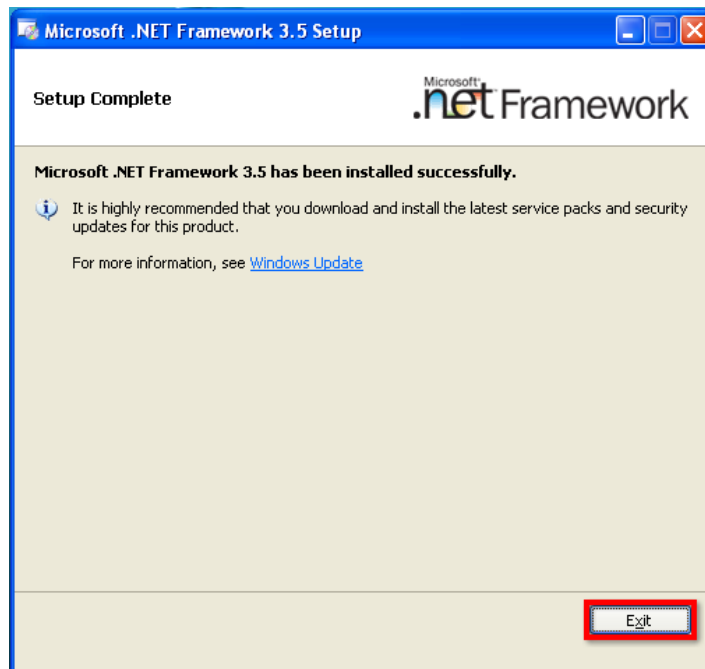 Microsoft .NET Framework 3.5 Setup
Setup Complete
Microsoft
.net Framework
Microsoft .NET Framework 3.5 has been installed successfully.
It is highly recommended that you download and install the latest service packs and security
updates for this product.
For more information, see Windows Update
Exit